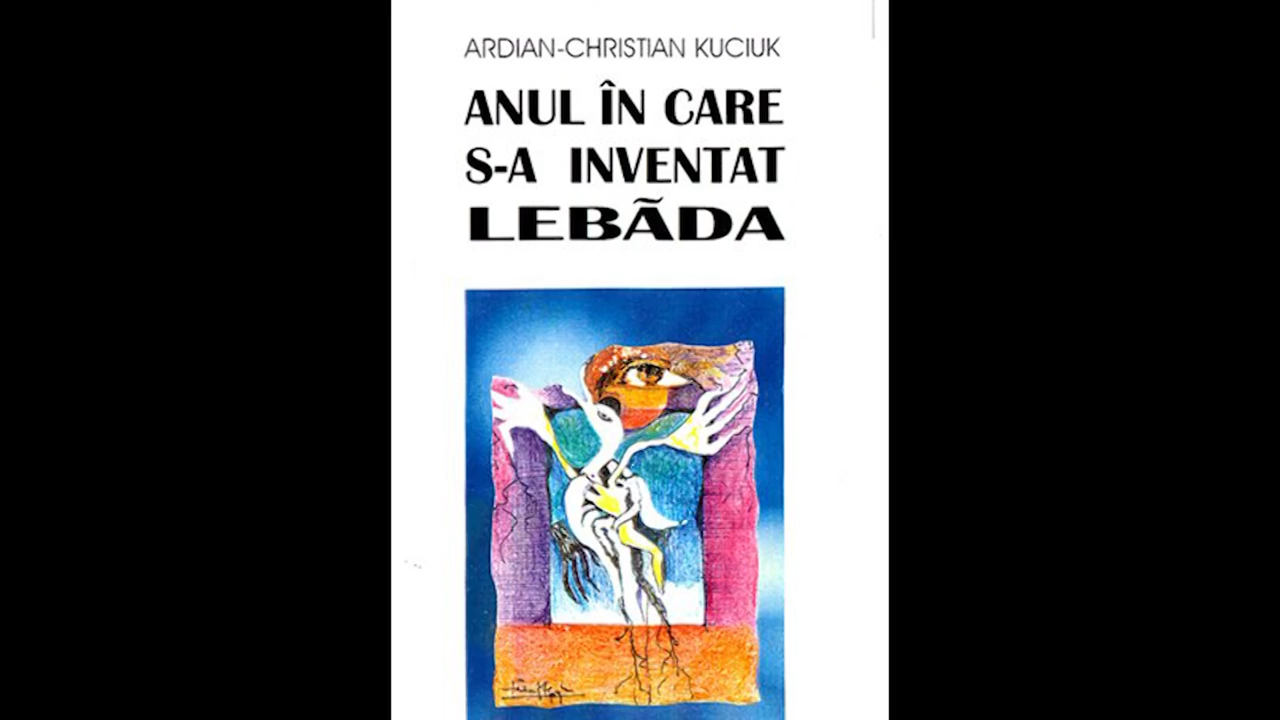 ARDIAN-CHRISTIAN KUCIUK
ANUL ÎN CARE
S-A INVENTAT
LEBÃDA